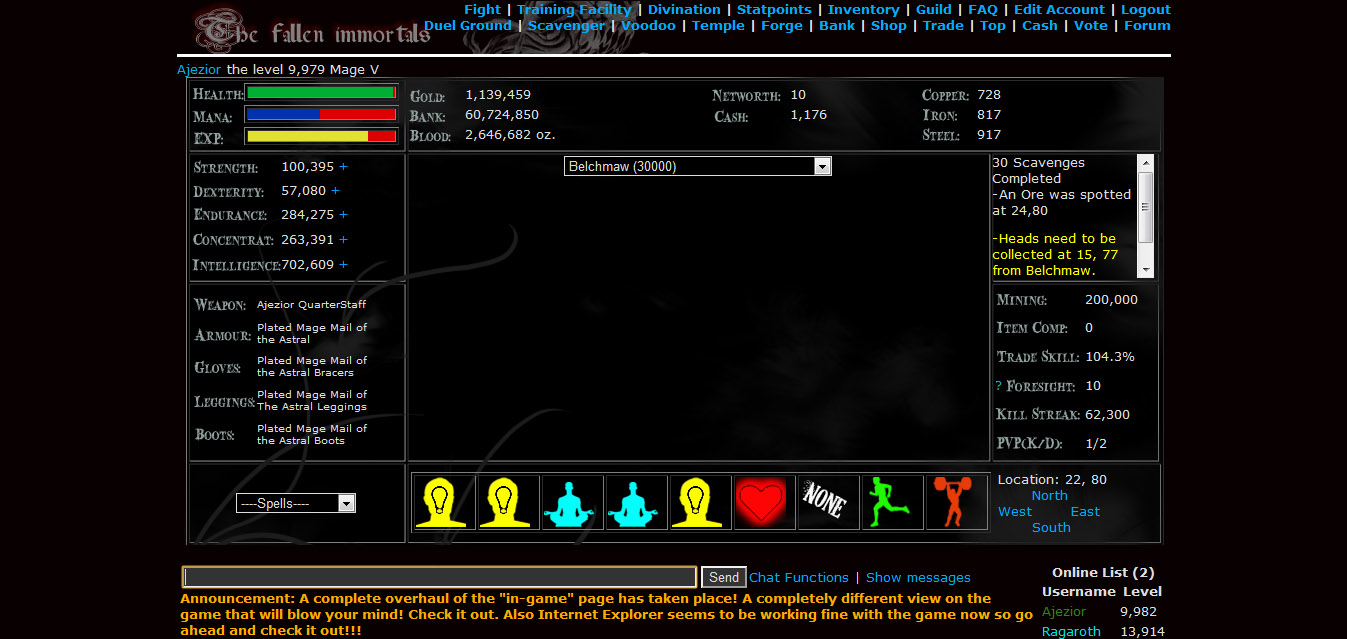 The fallen immortals
Fight | Training Facility | Divination | Statpoints | Inventory | Guild | FAQ | Edit Account | Logout
Duel Ground | Scavenger | Voodoo | Temple | Forge | Bank | Shop | Trade | Top | Cash | Vote | Forum
Ajezior the level 9,979 Mage V
Health:
Mana:
Exp:
Gold: 1,139,459
Bank: 60,724,850
Blood: 2,646,682 oz.
Networth: 10
Cash: 1,176
Copper: 728
Iron: 817
Steel: 917
Strength: 100,395 +
Dexterity: 57,080 +
Endurance: 284,275 +
Concentrat: 263,391 +
Intelligence: 702,609 +
Belchmaw (30000)
30 Scavenges
Completed
-An Ore was spotted
at 24,80
-Heads need to be
collected at 15, 77
from Belchmaw.
Weapon: Ajezior QuarterStaff
Armour: Plated Mage Mail of
the Astral
Gloves: Plated Mage Mail of
the Astral Bracers
Leggings: Plated Mage Mail of
The Astral Leggings
Boots: Plated Mage Mail of
the Astral Boots
Mining: 200,000
Item Comp: 0
Trade Skill: 104.3%
? Foresight: 10
Kill Streak: 62,300
PVP(K/D): 1/2
----Spells----
NONE
Location: 22, 80
North
West East
South
Send Chat Functions | Show messages
Announcement: A complete overhaul of the "in-game" page has taken place! A completely different view on the
game that will blow your mind! Check it out. Also Internet Explorer seems to be working fine with the game now so go
ahead and check it out!!!
Online List (2)
Username Level
Ajezior 9,982
Ragaroth 13,914